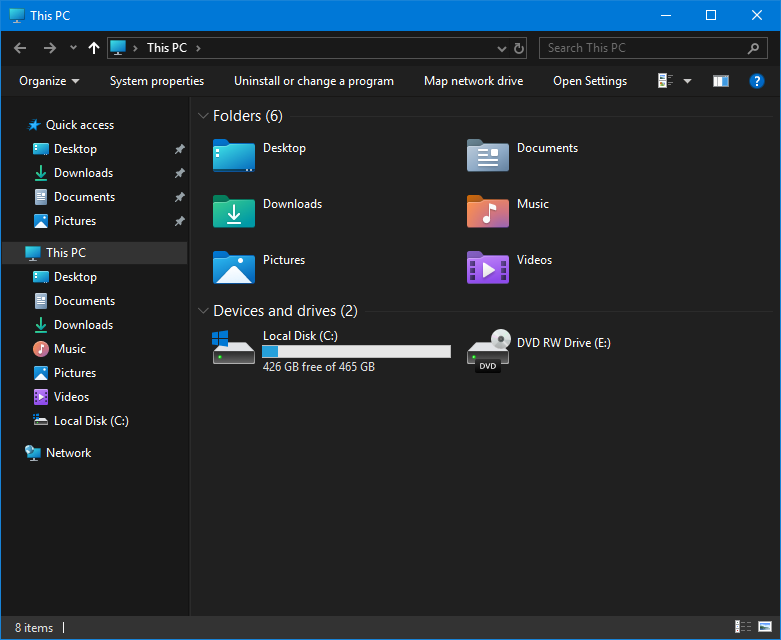 This PC
This PC
Search This PC
Organize System properties Uninstall or change a program Map network drive Open Settings ?
Quick access
Desktop
Downloads
Documents
Pictures
This PC
Desktop
Documents
Downloads
Music
Pictures
Videos
Local Disk (C:)
Network
Folders (6)
Desktop
Documents
Downloads
Music
Pictures
Videos
Devices and drives (2)
Local Disk (C:)
426 GB free of 465 GB
DVD
DVD RW Drive (E:)
8 items